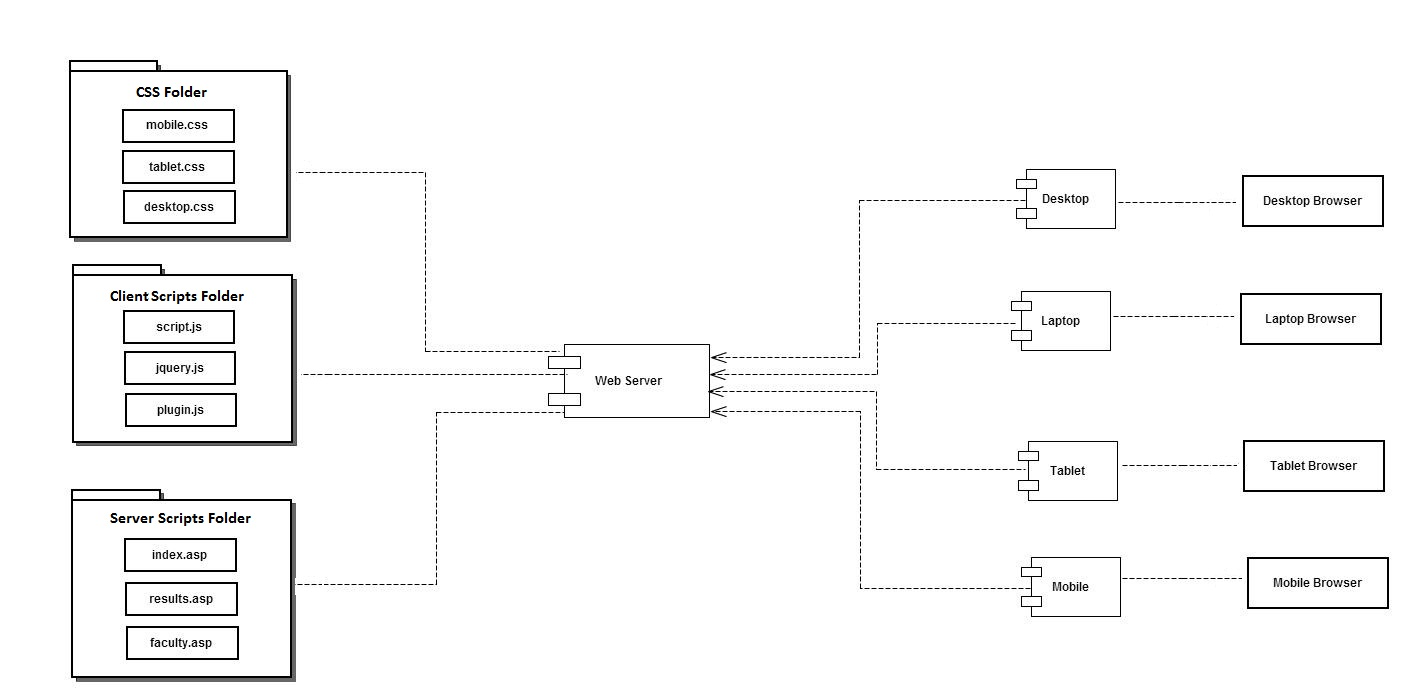 CSS Folder
mobile.css
tablet.css
desktop.css
Client Scripts Folder
script.js
jquery.js
plugin.js
Server Scripts Folder
index.asp
results.asp
faculty.asp
Web Server
Desktop
Desktop Browser
Laptop
Laptop Browser
Tablet
Tablet Browser
Mobile
Mobile Browser